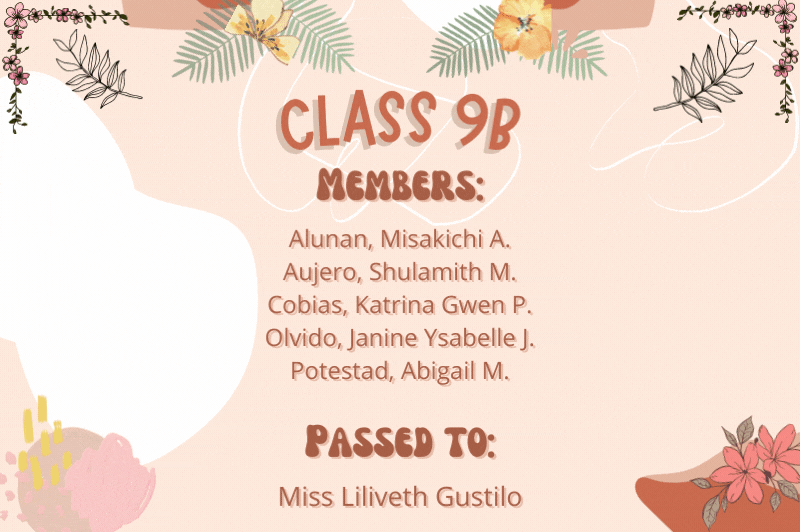 CLASS 9B
MEMBERS:
Alunan, Misakichi A.
Aujero, Shulamith M.
Cobias, Katrina Gwen P.
Olvido, Janine Ysabelle J.
Potestad, Abigail M.
PASSED TO:
Miss Liliveth Gustilo